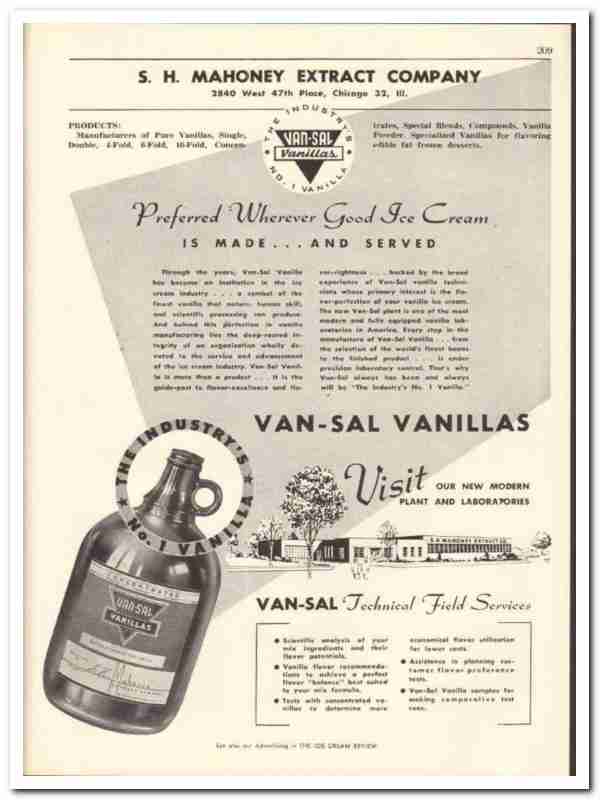 209
S. H. MAHONEY EXTRACT COMPANY
2840 West 47th Place, Chicago 32, Ill.
PRODUCTS:
Manufacturers of Pure Vanillas, Single,
Double, 4-Fold, 6-Fold, 10-Fold, Concen-
trates, Special Blends, Compounds, Vanilla
Powder. Specialized Vanillas for flavoring
edible fat frozen desserts.
THE INDUSTRY'S
VAN-SAL
Vanillas
NO. 1 VANILLA
Preferred Wherever Good Ice Cream
IS MADE...AND SERVED
Through the years, Van-Sal Vanilla
has become an institution in the ice
cream industry . . . a symbol of the
finest vanilla that nature, human skill,
and scientific processing can produce.
And behind this perfection in vanilla
manufacturing lies the deep-rooted in-
tegrity of an organization wholly de-
voted to the service and advancement
of the ice cream industry. Van-Sal Vanil-
la is more than a product . . . it is the
guide-post to flavor-excellence and fla-
vor-rightness . . . backed by the broad
experience of Van-Sal vanilla techni-
cians whose primary interest is the fla-
vor-perfection of your vanilla ice cream.
The new Van-Sal plant is one of the most
modern and fully equipped vanilla lab-
oratories in America. Every step in the
manufacture of Van-Sal Vanilla . . . from
the selection of the world's finest beans
to the finished product . . . is under
precision laboratory control. That's why
Van-Sal always has been and always
will be "The Industry's No. 1 Vanilla."
VAN-SAL VANILLAS
THE INDUSTRY'S
NO. 1 VANILLA
Visit OUR NEW MODERN
PLANT AND LABORATORIES
S.H. MAHONEY EXTRACT CO.
CONCENTRATED
VAN-SAL
VANILLAS
VAN-SAL Technical Field Services
• Scientific analysis of your
mix ingredients and their
flavor potentials.
• Vanilla flavor recommenda-
tions to achieve a perfect
flavor "balance" best suited
to your mix formula.
• Tests with concentrated va-
nillas to determine more
economical flavor utilization
for lower costs.
• Assistance in planning cus-
tomer flavor preference
tests.
• Van-Sal Vanilla samples for
making comparative test
runs.
See also our Advertising in THE ICE CREAM REVIEW